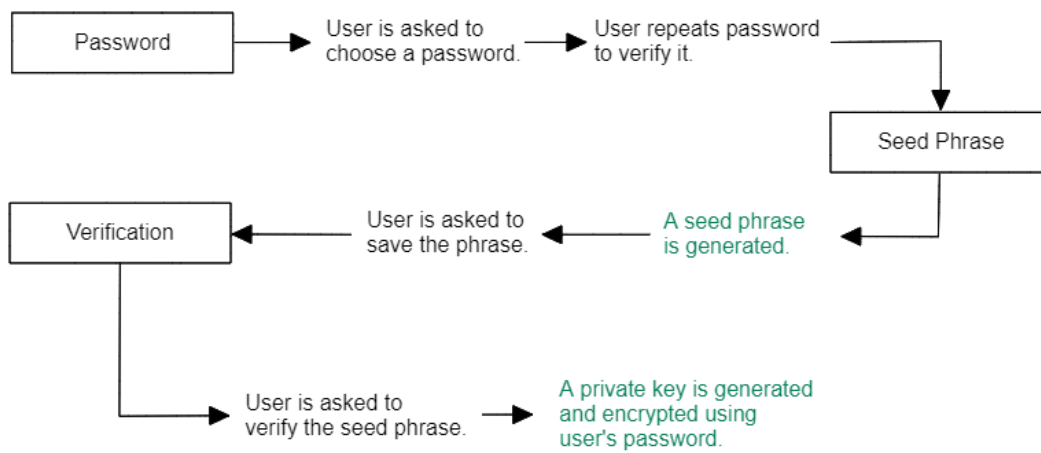 Password
User is asked to
choose a password.
User repeats password
to verify it.
Seed Phrase
A seed phrase
is generated.
User is asked to
save the phrase.
Verification
User is asked to
verify the seed phrase.
A private key is generated
and encrypted using
user's password.